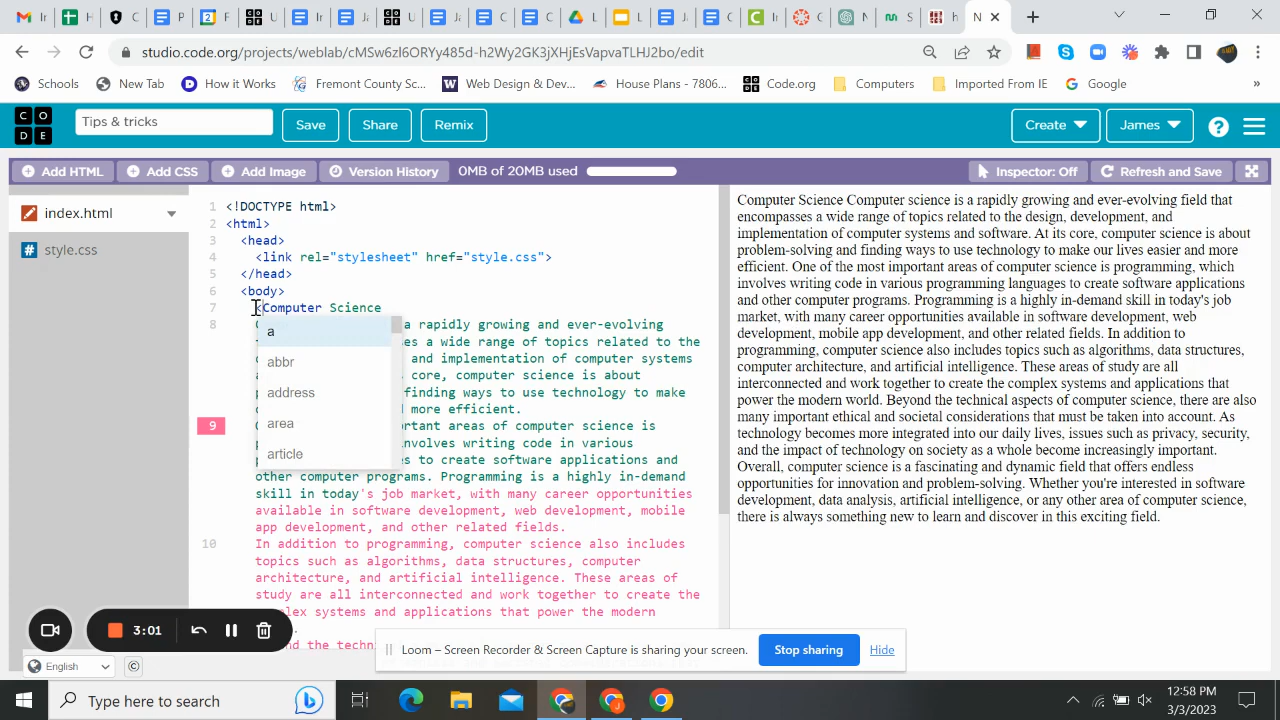 N
studio.code.org/projects/weblab/cMSw6zl6ORYv485d-h2Wy2GK3jXHjEsVapvaTLHJ2bo/edit
Schools
New Tab
How it Works
Fremont County Sc...
Web Design & Dev...
House Plans - 7806...
Code.org
Computers
Imported From IE
Google
»
CODE
Tips & tricks
Save
Share
Remix
Create
James
Add HTML
Add CSS
Add Image
Version History
0MB of 20MB used
Inspector: Off
Refresh and Save
index.html
style.css
1 <!DOCTYPE html>
2 <html>
3 <head>
4 <link rel="stylesheet" href="style.css">
5 </head>
6 <body>
7 <Computer Science
8 a rapidly growing and ever-evolving
a wide range of topics related to the
and implementation of computer systems
core, computer science is about
finding ways to use technology to make
more efficient.
9 areas of computer science is
involves writing code in various
to create software applications and
other computer programs. Programming is a highly in-demand
skill in today's job market, with many career opportunities
available in software development, web development, mobile
app development, and other related fields.
10 In addition to programming, computer science also includes
topics such as algorithms, data structures, computer
architecture, and artificial intelligence. These areas of
study are all interconnected and work together to create the
systems and applications that power the modern
a
abbr
address
area
article
Computer Science Computer science is a rapidly growing and ever-evolving field that
encompasses a wide range of topics related to the design, development, and
implementation of computer systems and software. At its core, computer science is about
problem-solving and finding ways to use technology to make our lives easier and more
efficient. One of the most important areas of computer science is programming, which
involves writing code in various programming languages to create software applications
and other computer programs. Programming is a highly in-demand skill in today's job
market, with many career opportunities available in software development, web
development, mobile app development, and other related fields. In addition to
programming, computer science also includes topics such as algorithms, data structures,
computer architecture, and artificial intelligence. These areas of study are all
interconnected and work together to create the complex systems and applications that
power the modern world. Beyond the technical aspects of computer science, there are also
many important ethical and societal considerations that must be taken into account. As
technology becomes more integrated into our daily lives, issues such as privacy, security,
and the impact of technology on society as a whole become increasingly important.
Overall, computer science is a fascinating and dynamic field that offers endless
opportunities for innovation and problem-solving. Whether you're interested in software
development, data analysis, artificial intelligence, or any other area of computer science,
there is always something new to learn and discover in this exciting field.
3:01
Loom – Screen Recorder & Screen Capture is sharing your screen.
Stop sharing
Hide
English
Type here to search
12:58 PM
3/3/2023